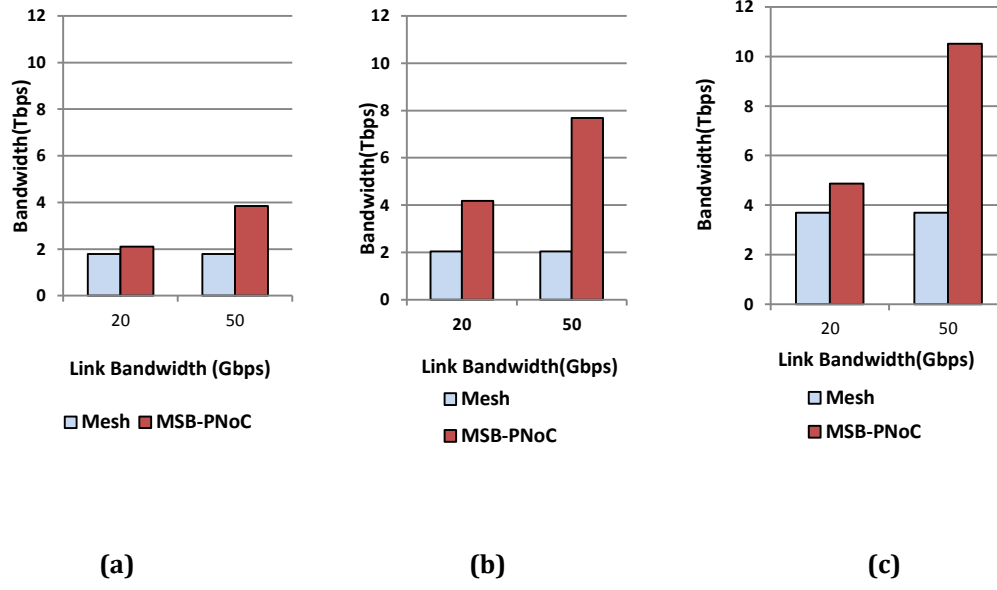 12
10
8
6
4
2
0
Bandwidth(Tbps)
20 50
Link Bandwidth (Gbps)
Mesh MSB-PNoC
(a)
12
10
8
6
4
2
0
Bandwidth(Tbps)
20 50
Link Bandwidth(Gbps)
Mesh
MSB-PNoC
(b)
12
10
8
6
4
2
0
Bandwidth(Tbps)
20 50
Link Bandwidth(Gbps)
Mesh
MSB-PNoC
(c)